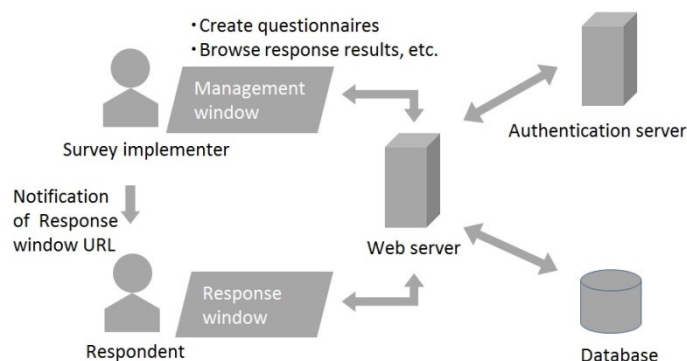 ・Create questionnaires
・Browse response results, etc.
Management
window
Survey implementer
Authentication server
Notification
of Response
window URL
Web server
Response
window
Respondent
Database